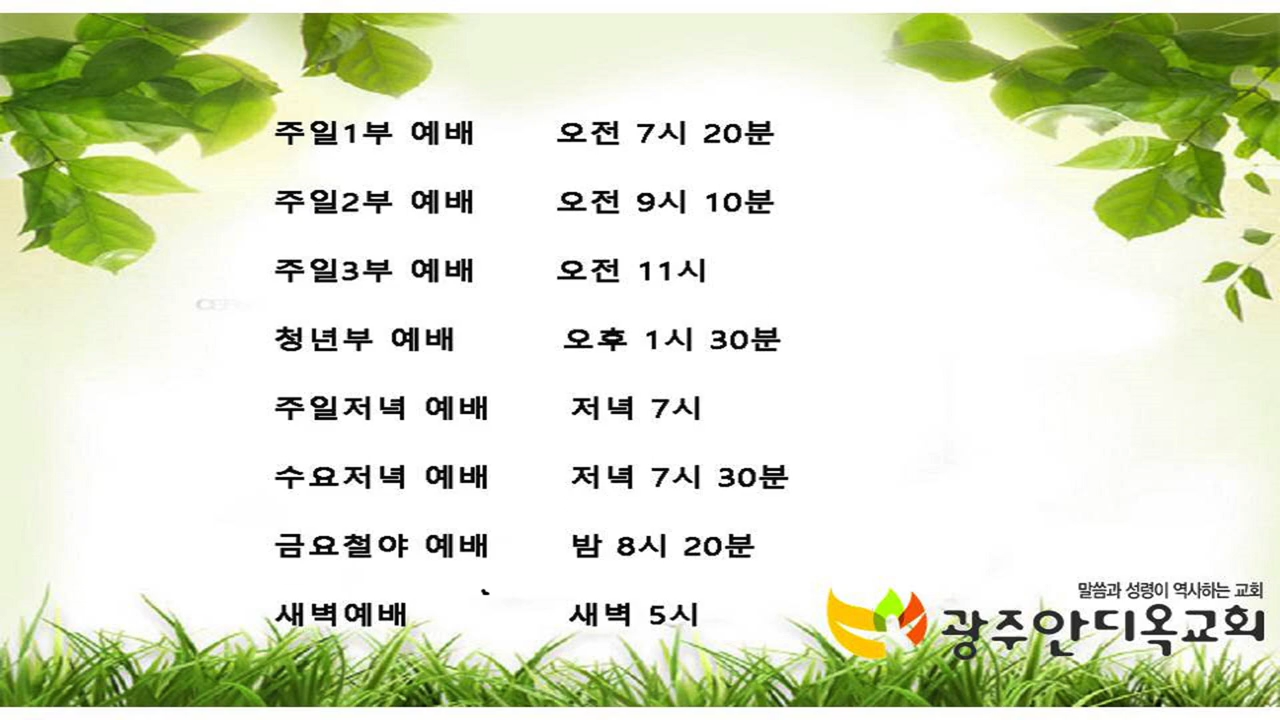 주일1부 예배 오전 7시 20분
주일2부 예배 오전 9시 10분
주일3부 예배 오전 11시
청년부 예배 오후 1시 30분
주일저녁 예배 저녁 7시
수요저녁 예배 저녁 7시 30분
금요철야 예배 밤 8시 20분
새벽예배 새벽 5시
말씀과 성령이 역사하는 교회
광주안디옥교회